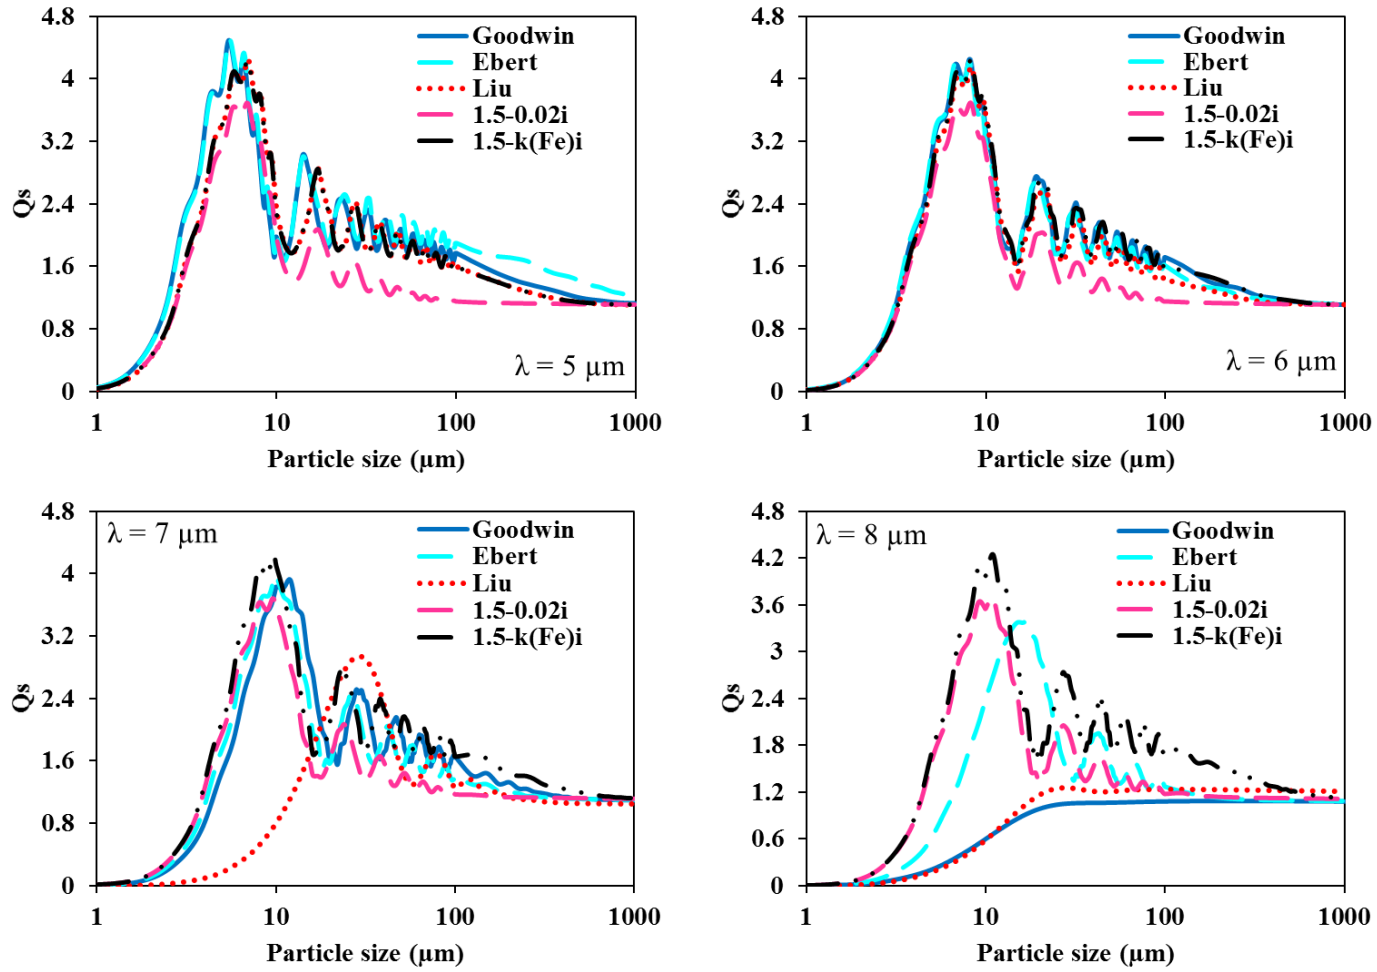 4.8
4
3.2
2.4
1.6
0.8
0
Qs
Goodwin
Ebert
Liu
1.5-0.02i
1.5-k(Fe)i
λ = 5 µm
1 10 100 1000
Particle size (µm)
4.8
4
3.2
2.4
1.6
0.8
0
Qs
Goodwin
Ebert
Liu
1.5-0.02i
1.5-k(Fe)i
λ = 6 µm
1 10 100 1000
Particle size (µm)
4.8
4
3.2
2.4
1.6
0.8
0
Qs
λ = 7 µm
Goodwin
Ebert
Liu
1.5-0.02i
1.5-k(Fe)i
1 10 100 1000
Particle size (µm)
4.8
4.2
3.6
3
2.4
1.8
1.2
0.6
0
Qs
λ = 8 µm
Goodwin
Ebert
Liu
1.5-0.02i
1.5-k(Fe)i
1 10 100 1000
Particle size (µm)